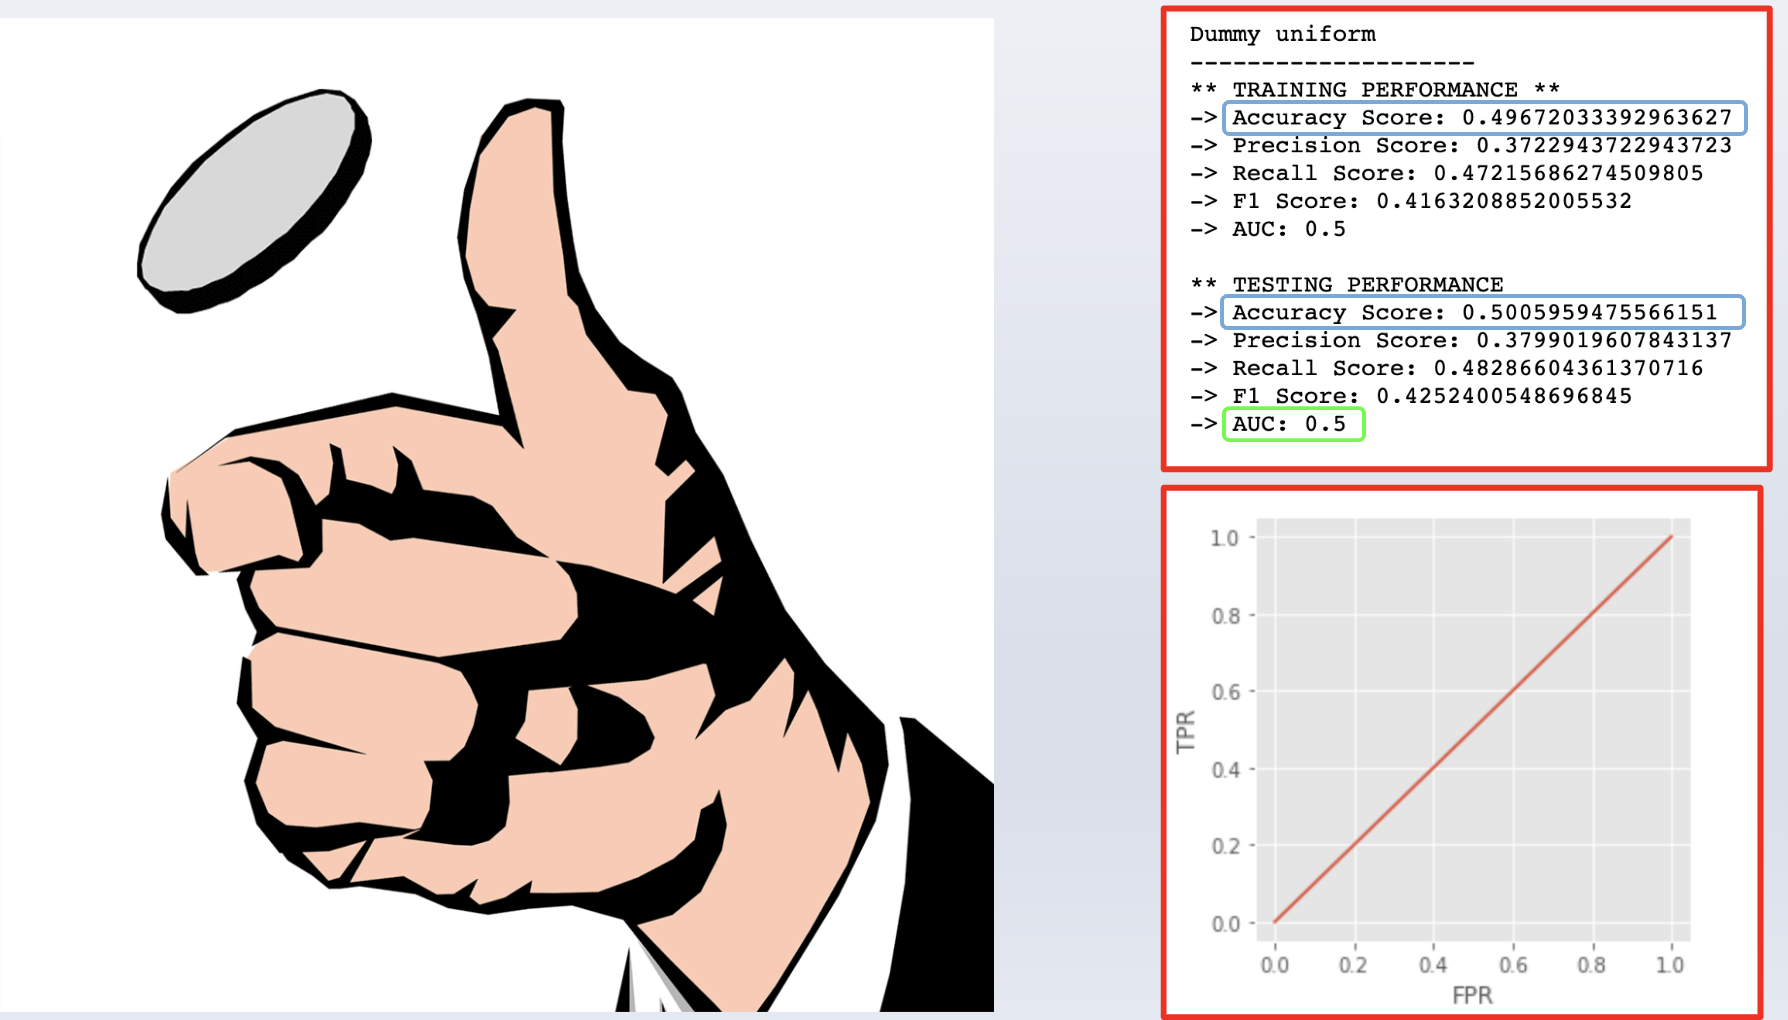 Dummy uniform
--------------------
** TRAINING PERFORMANCE **
-> Accuracy Score: 0.49672033392963627
-> Precision Score: 0.3722943722943723
-> Recall Score: 0.47215686274509805
-> F1 Score: 0.4163208852005532
-> AUC: 0.5
** TESTING PERFORMANCE
-> Accuracy Score: 0.5005959475566151
-> Precision Score: 0.3799019607843137
-> Recall Score: 0.48286604361370716
-> F1 Score: 0.4252400548696845
-> AUC: 0.5
1.0
0.8
0.6
0.4
0.2
0.0
TPR
0.0 0.2 0.4 0.6 0.8 1.0
FPR